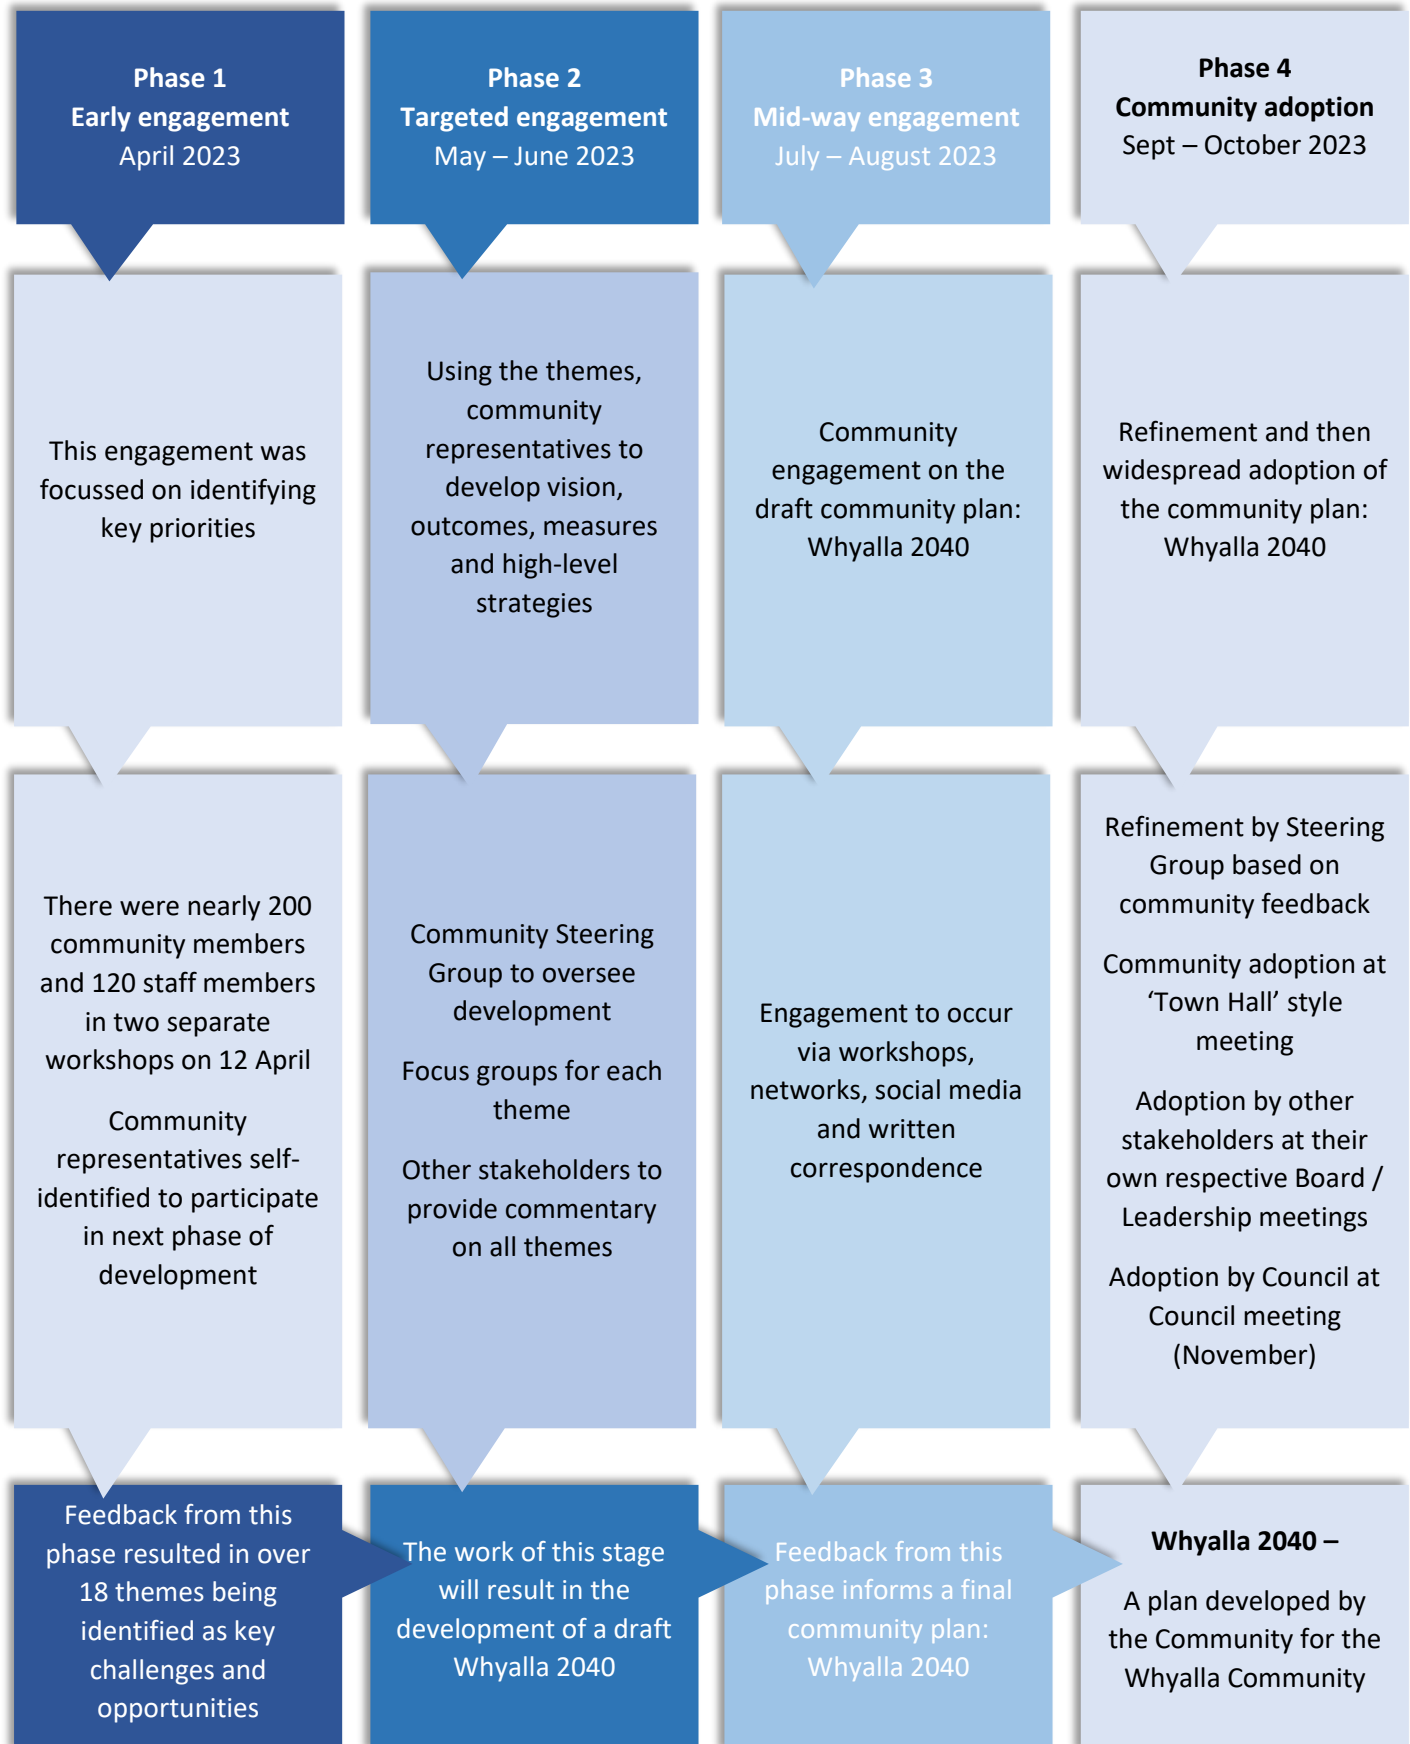 Phase 1
Early engagement
April 2023
Phase 2
Targeted engagement
May – June 2023
Phase 3
Mid-way engagement
July – August 2023
Phase 4
Community adoption
Sept – October 2023
This engagement was
focussed on identifying
key priorities
Using the themes,
community
representatives to
develop vision,
outcomes, measures
and high-level
strategies
Community
engagement on the
draft community plan:
Whyalla 2040
Refinement and then
widespread adoption of
the community plan:
Whyalla 2040
There were nearly 200
community members
and 120 staff members
in two separate
workshops on 12 April
Community
representatives self-
identified to participate
in next phase of
development
Community Steering
Group to oversee
development
Focus groups for each
theme
Other stakeholders to
provide commentary
on all themes
Engagement to occur
via workshops,
networks, social media
and written
correspondence
Refinement by Steering
Group based on
community feedback
Community adoption at
‘Town Hall’ style
meeting
Adoption by other
stakeholders at their
own respective Board /
Leadership meetings
Adoption by Council at
Council meeting
(November)
Feedback from this
phase resulted in over
18 themes being
identified as key
challenges and
opportunities
The work of this stage
will result in the
development of a draft
Whyalla 2040
Feedback from this
phase informs a final
community plan:
Whyalla 2040
Whyalla 2040 –
A plan developed by
the Community for the
Whyalla Community